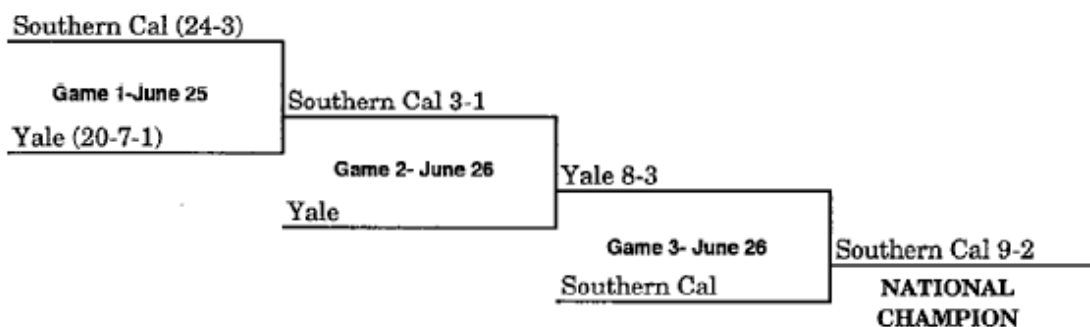 Southern Cal (24-3)
Game 1-June 25
Southern Cal 3-1
Yale (20-7-1)
Game 2- June 26
Yale 8-3
Yale
Game 3- June 26
Southern Cal 9-2
Southern Cal
NATIONAL
CHAMPION